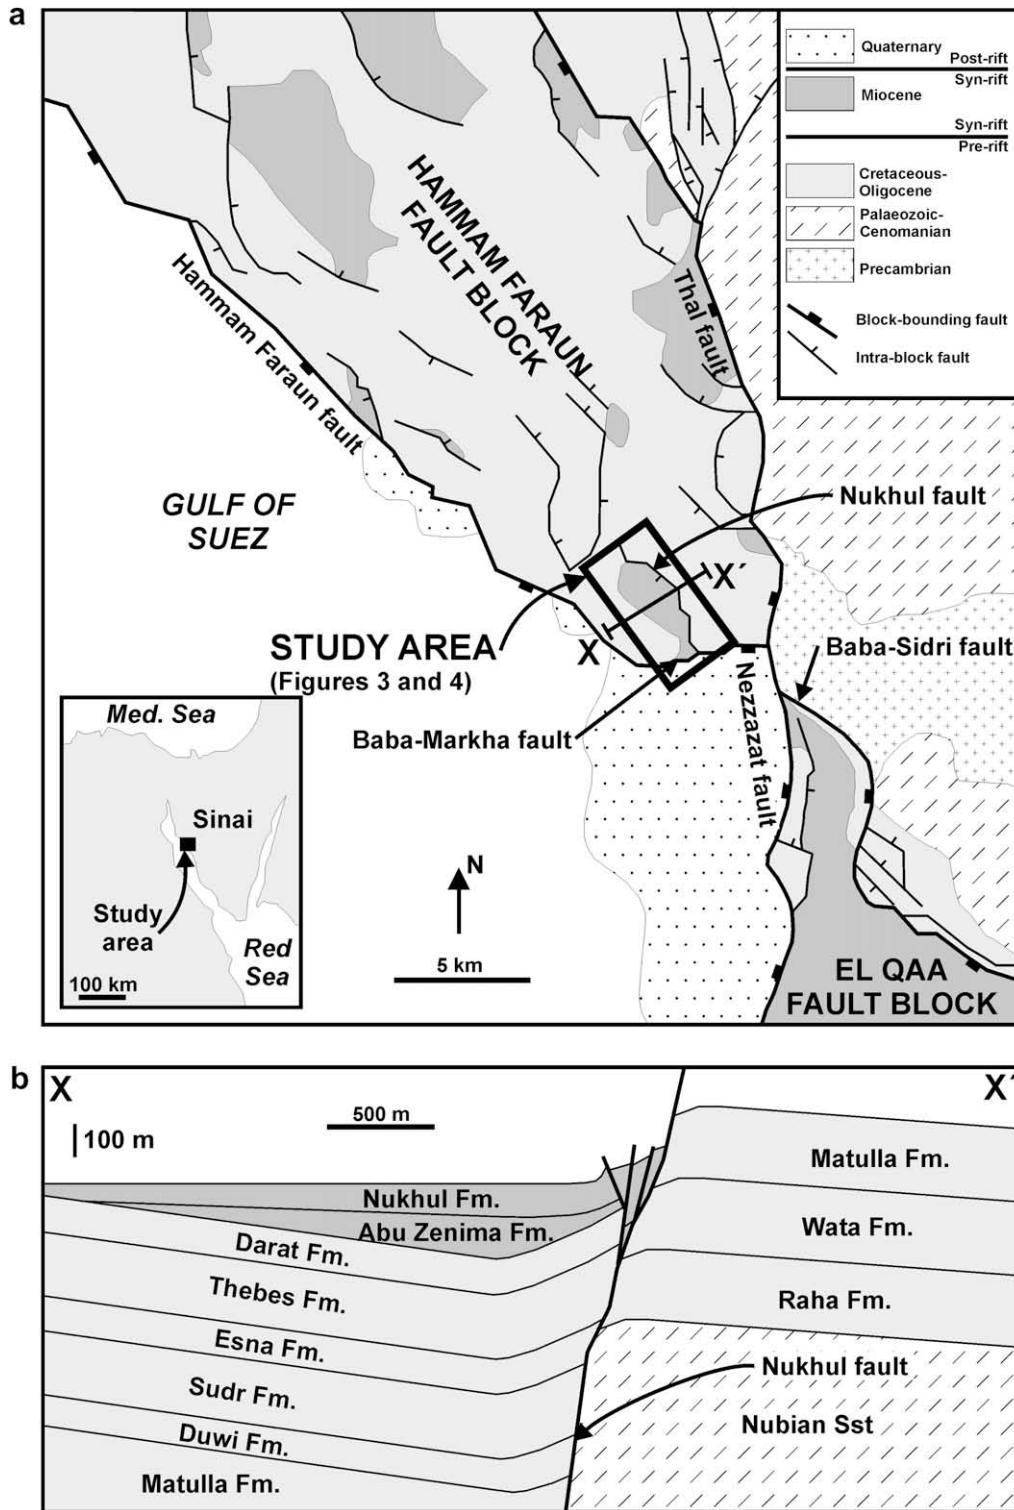 a
Quaternary
Post-rift
Syn-rift
Miocene
Syn-rift
Pre-rift
Cretaceous-
Oligocene
Palaeozoic-
Cenomanian
Precambrian
Block-bounding fault
Intra-block fault
HAMMAM FARAUN
FAULT BLOCK
Thal fault
Hammam Faraun fault
GULF OF
SUEZ
Nukhul fault
X´
X
STUDY AREA
(Figures 3 and 4)
Baba-Sidri fault
Nezzazat fault
Baba-Markha fault
Med. Sea
Sinai
Study
area
Red
Sea
100 km
N
5 km
EL QAA
FAULT BLOCK
b
X
X´
500 m
100 m
Matulla Fm.
Nukhul Fm.
Abu Zenima Fm.
Wata Fm.
Darat Fm.
Thebes Fm.
Raha Fm.
Esna Fm.
Nukhul fault
Sudr Fm.
Nubian Sst
Duwi Fm.
Matulla Fm.